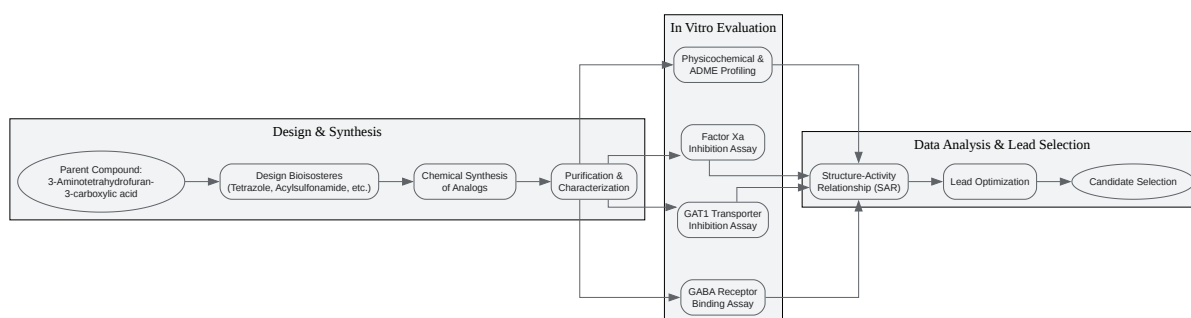 Design & Synthesis
Parent Compound:
3-Aminotetrahydrofuran-
3-carboxylic acid
Design Bioisosteres
(Tetrazole, Acylsulfonamide, etc.)
Chemical Synthesis
of Analogs
Purification &
Characterization
In Vitro Evaluation
Physicochemical &
ADME Profiling
Factor Xa
Inhibition Assay
GAT1 Transporter
Inhibition Assay
GABA Receptor
Binding Assay
Data Analysis & Lead Selection
Structure-Activity
Relationship (SAR)
Lead Optimization
Candidate Selection